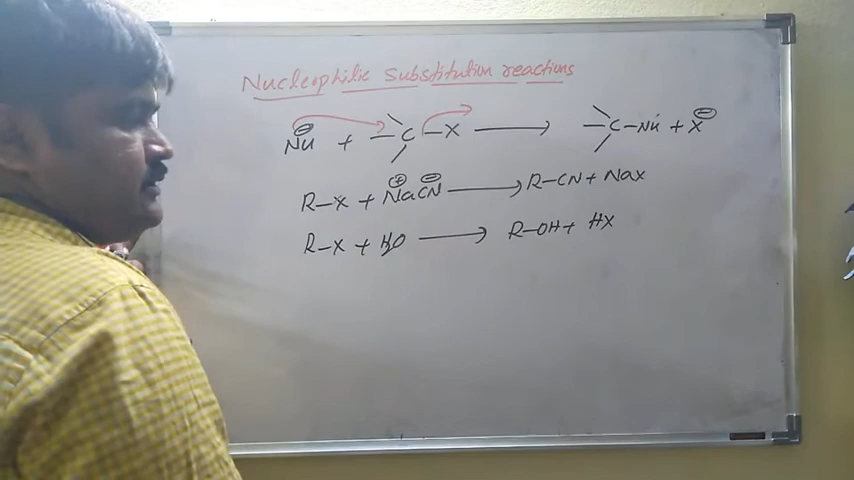 Nucleophilic substitution reactions
Nu⊖ + —C—X ⟶ —C—Nu + X⊖
R–X + Na⊕CN⊖ ⟶ R–CN + NaX
R–X + H2O ⟶ R–OH + HX